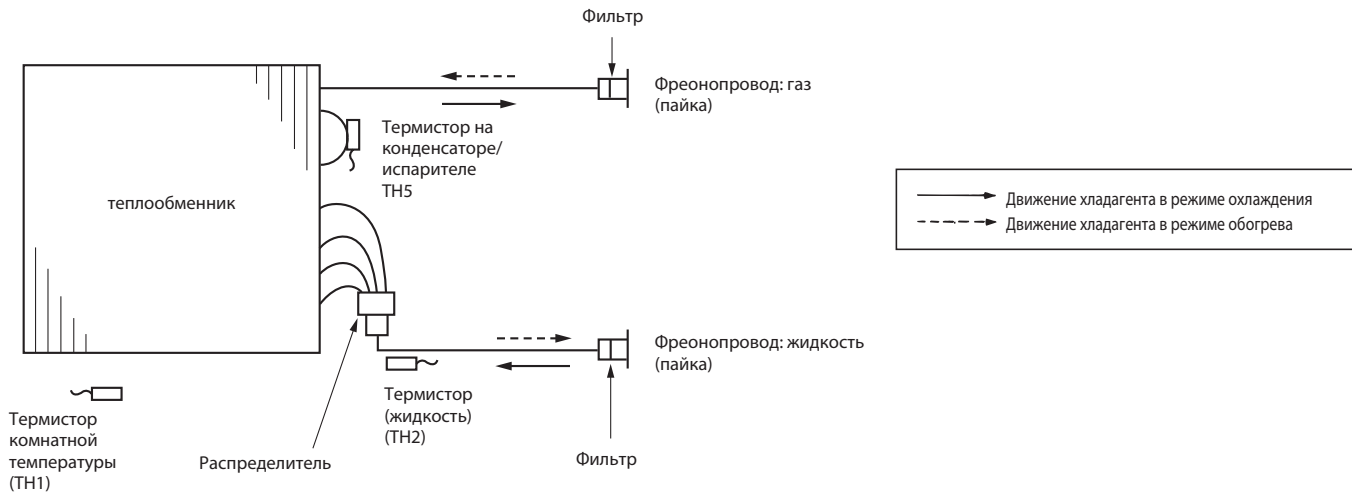 Фильтр
Фреонопровод: газ
(пайка)
Термистор на
конденсаторе/
испарителе
TH5
теплообменник
Движение хладагента в режиме охлаждения
Движение хладагента в режиме обогрева
Фреонопровод: жидкость
(пайка)
Термистор
(жидкость)
(TH2)
Термистор
комнатной
температуры
(TH1)
Распределитель
Фильтр